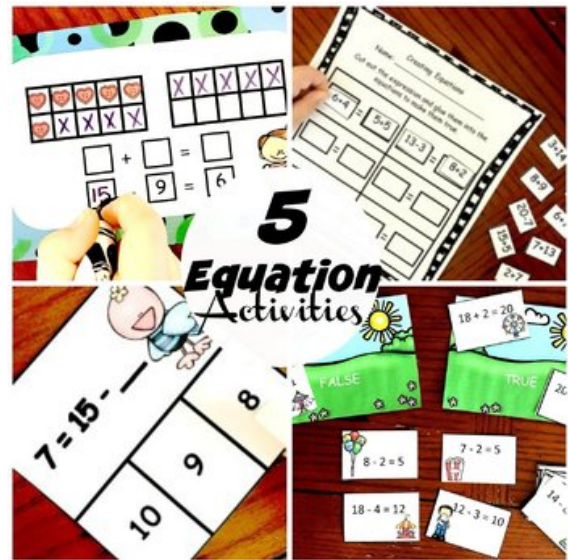 + =
15 9 = 6
Name:
Creating Equations
Cut out the expression and glue them into the
equations to make them true.
6+4 = 5+5
13-3 = 8+2
=
=
=
=
3+14
8+9
20-7
15+5
7+13
2+7
5
Equation
Activities
7 = 15 -
10 9 8
FALSE
TRUE
18 + 2 = 20
8 - 2 = 5
7 - 2 = 5
18 - 4 = 12
12 - 3 = 10